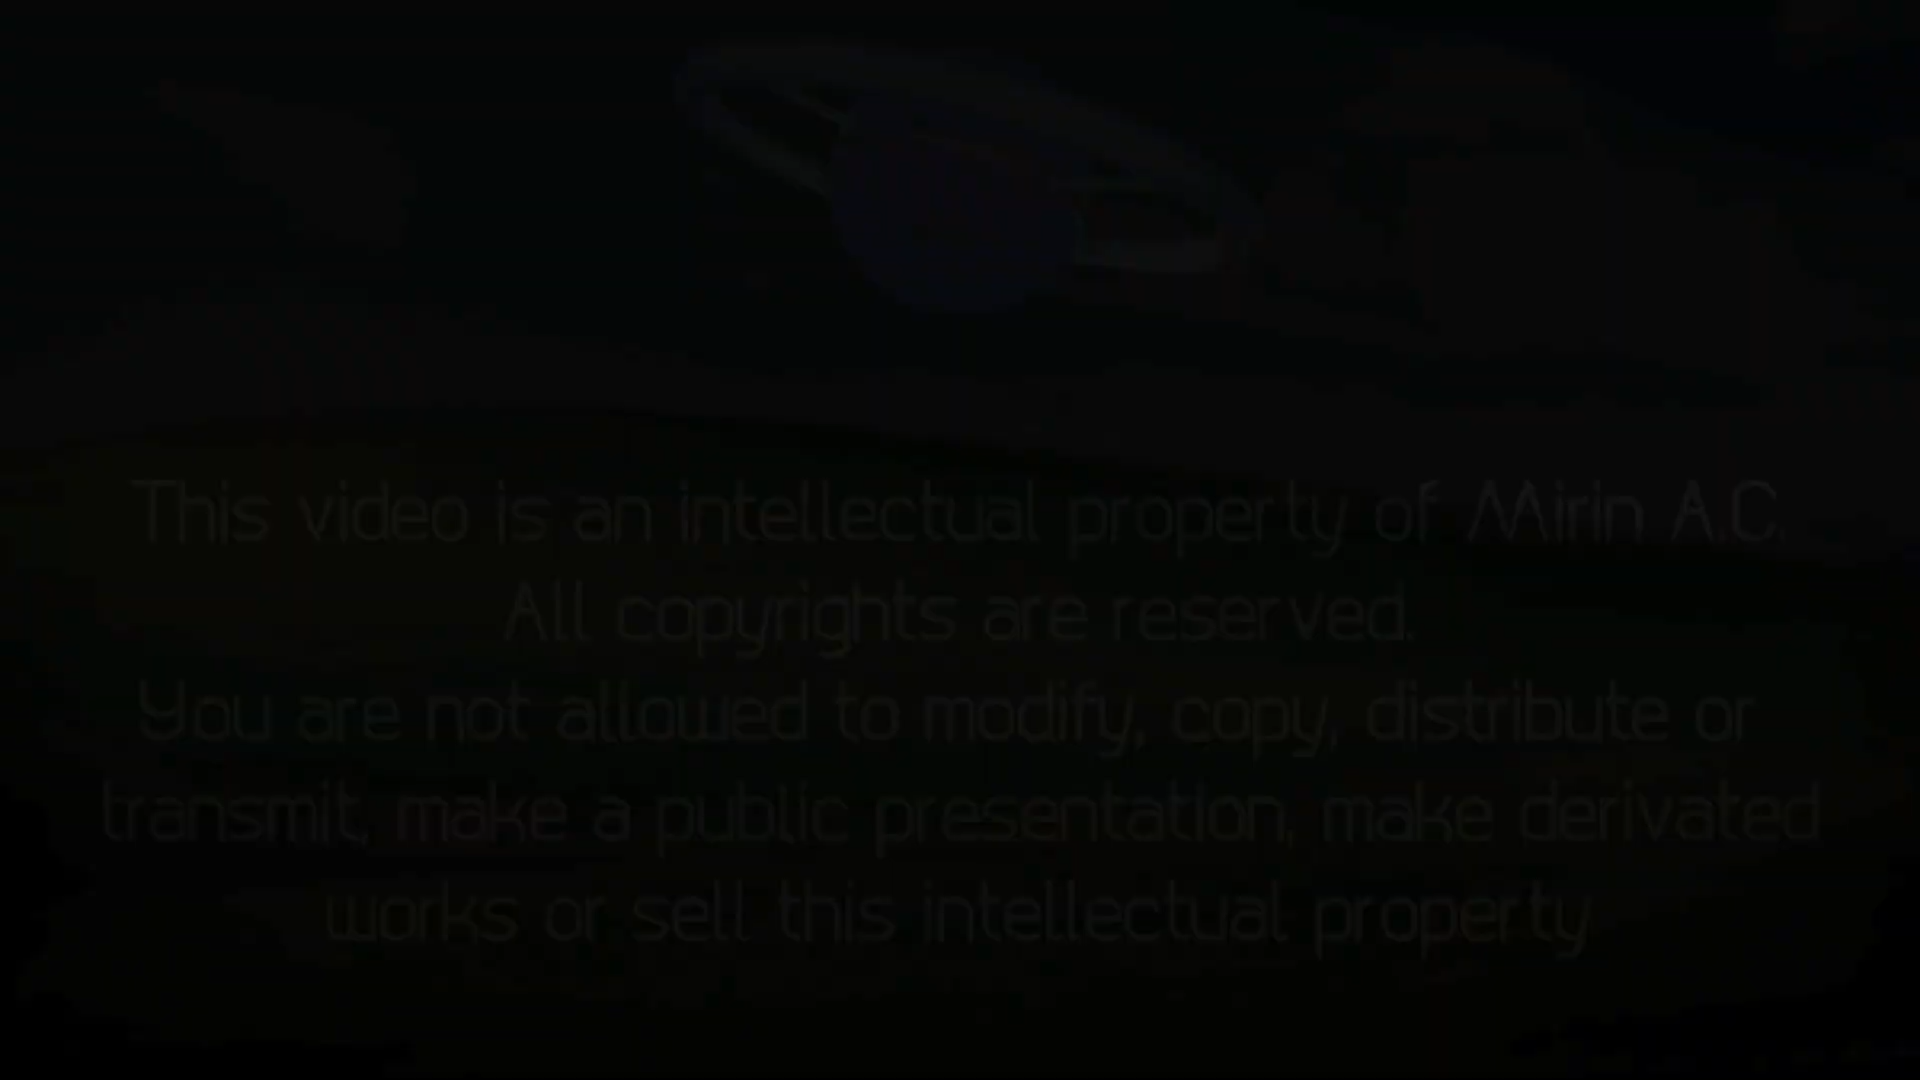 This video is an intellectual property of Mirin A.C.
All copyrights are reserved.
You are not allowed to modify, copy, distribute or
transmit, make a public presentation, make derivated
works or sell this intellectual property